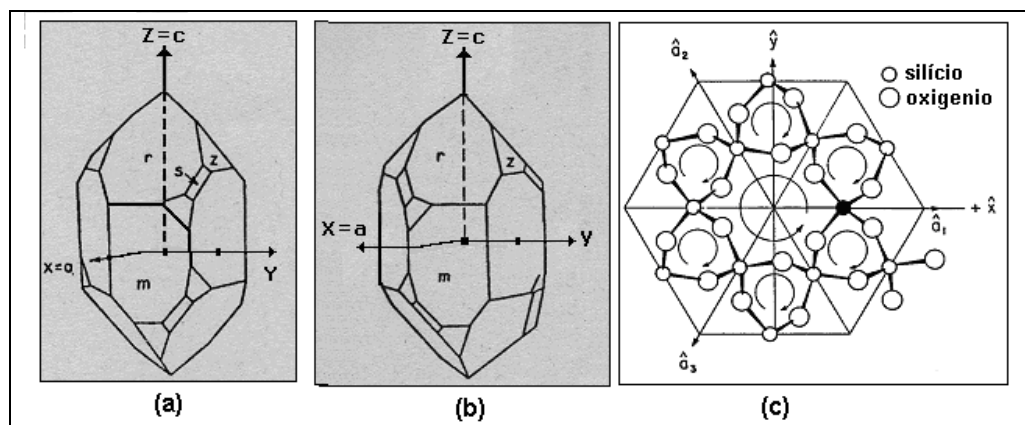 Z=c
r
s
z
X=a
Y
m
(a)
Z=c
r
z
X=a
y
m
(b)
ŷ
â2
silício
oxigenio
+ x̂
â1
â3
(c)